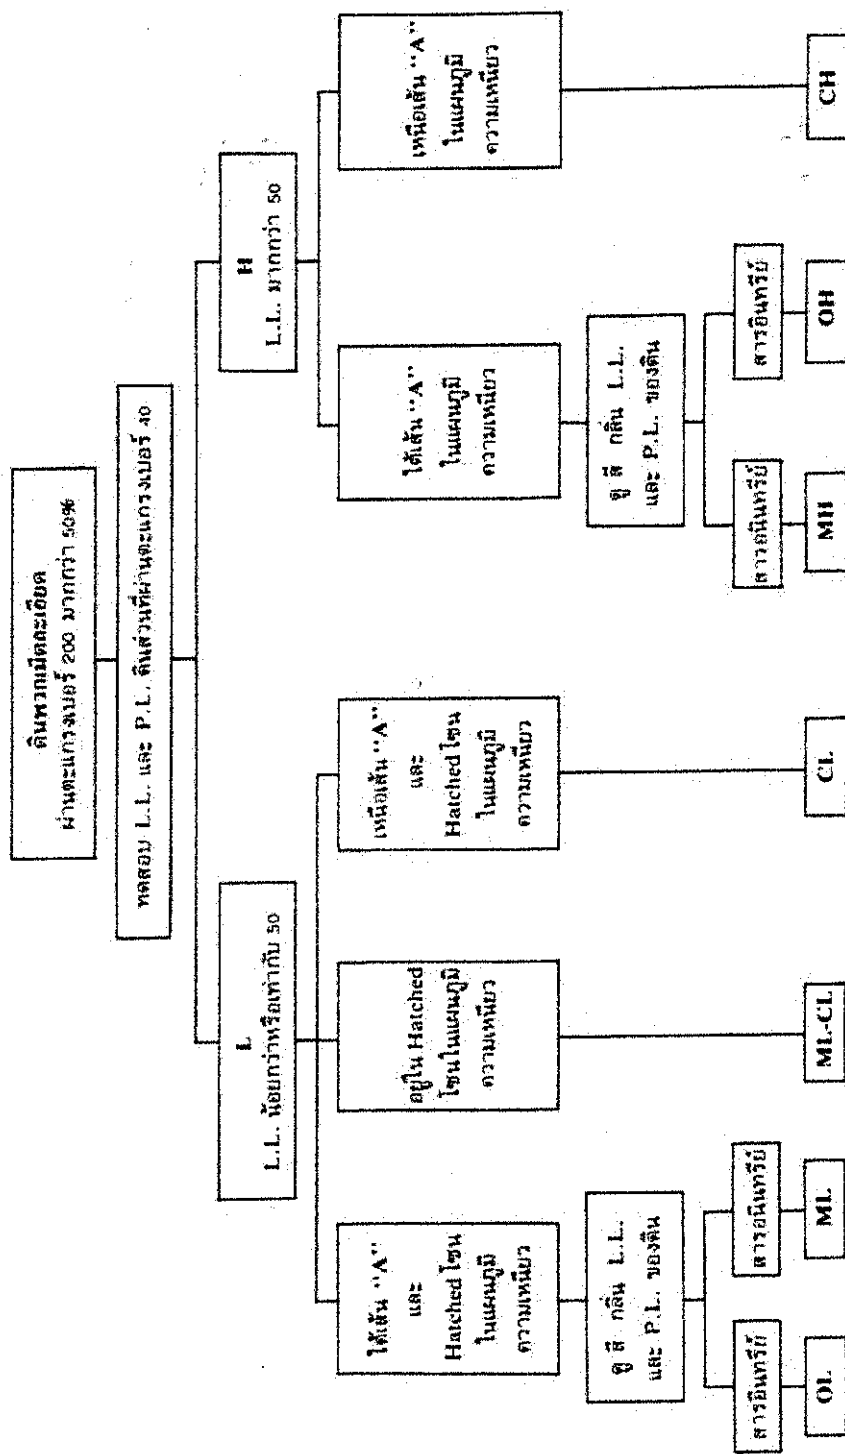 ดินพวกเม็ดละเอียด
ผ่านตะแกรงเบอร์ 200 มากกว่า 50%
ทดสอบ L.L. และ P.L. ดินส่วนที่ผ่านตะแกรงเบอร์ 40
L
L.L. น้อยกว่าหรือเท่ากับ 50
H
L.L. มากกว่า 50
ใต้เส้น "A"
และ
Hatched โซน
ในแผนภูมิ
ความเหนียว
อยู่ใน Hatched
โซนในแผนภูมิ
ความเหนียว
เหนือเส้น "A"
และ
Hatched โซน
ในแผนภูมิ
ความเหนียว
ใต้เส้น "A"
ในแผนภูมิ
ความเหนียว
เหนือเส้น "A"
ในแผนภูมิ
ความเหนียว
ดู สี กลิ่น L.L.
และ P.L. ของดิน
ดู สี กลิ่น L.L.
และ P.L. ของดิน
สารอินทรีย์
สารอนินทรีย์
สารอนินทรีย์
สารอินทรีย์
OL
ML
ML-CL
CL
MH
OH
CH